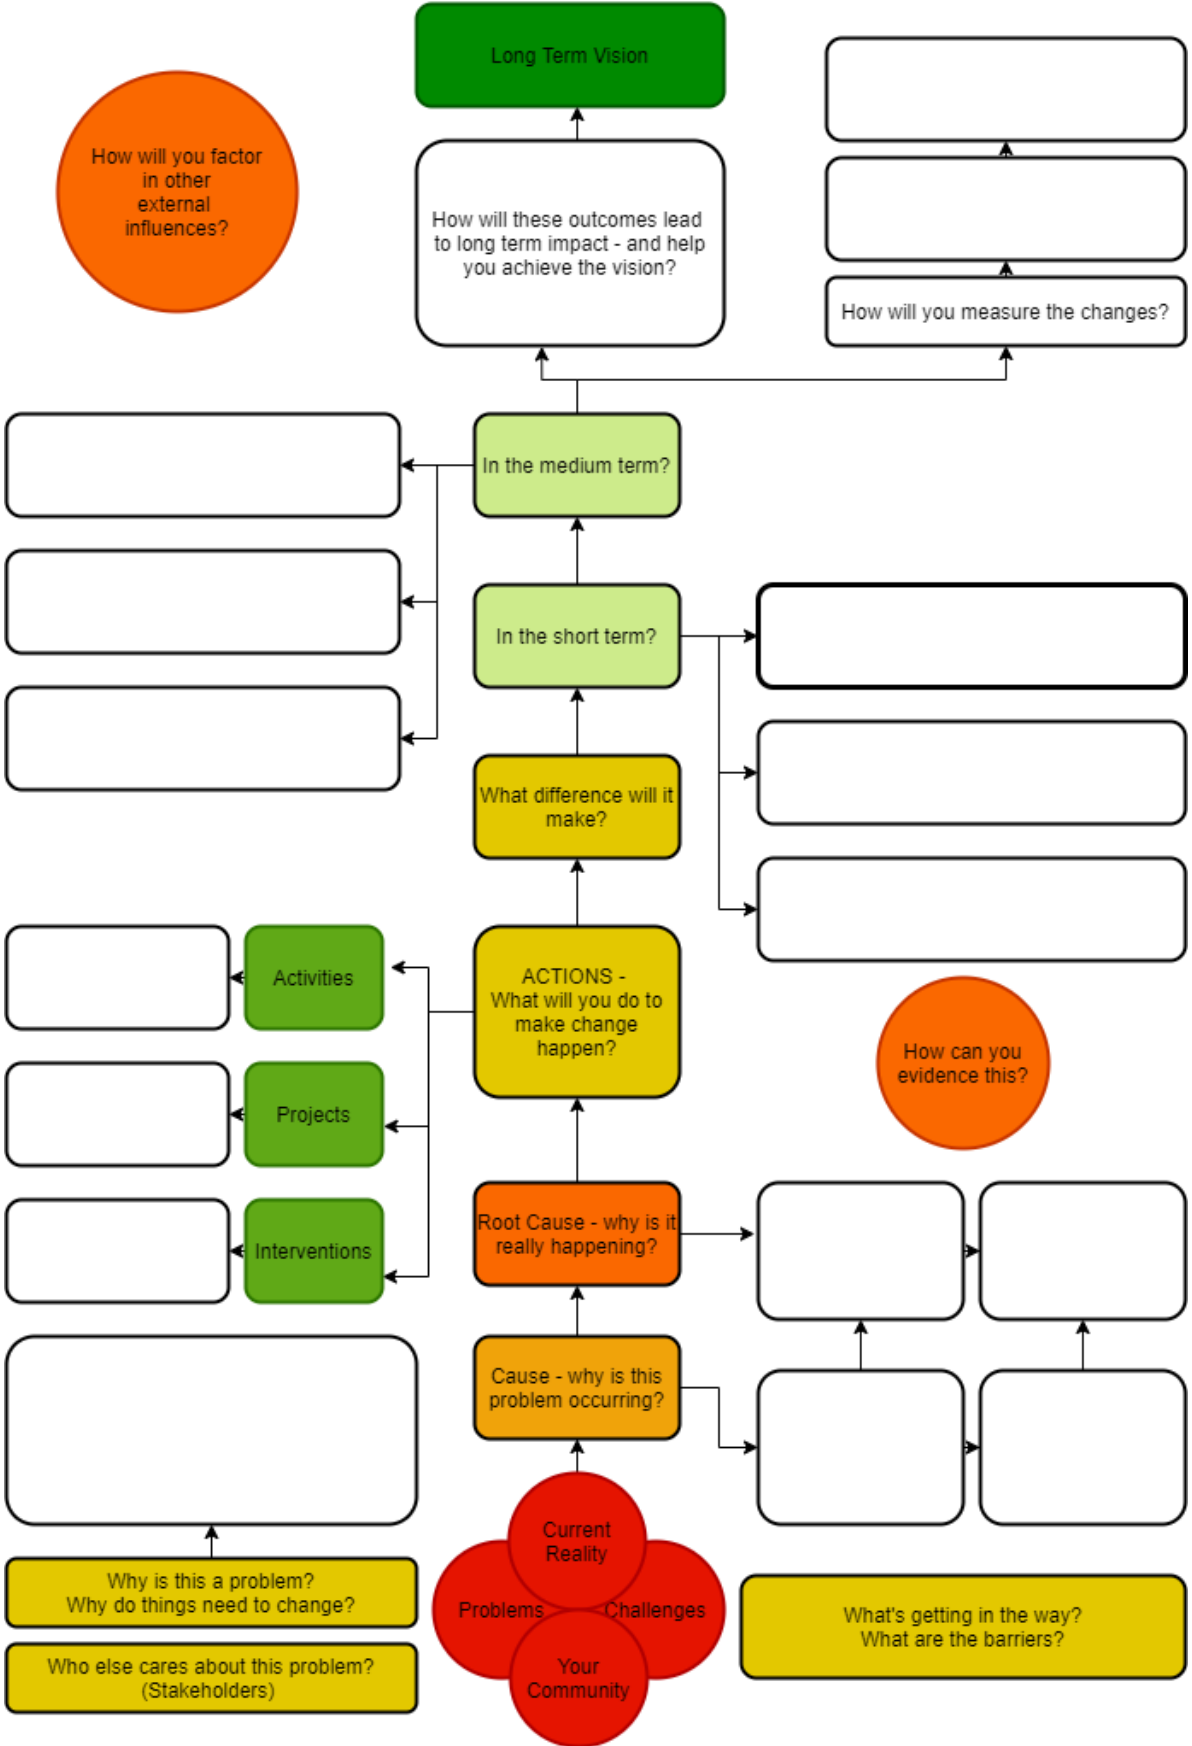 Long Term Vision
How will you factor
in other
external
influences?
How will these outcomes lead
to long term impact - and help
you achieve the vision?
How will you measure the changes?
In the medium term?
In the short term?
What difference will it
make?
ACTIONS -
What will you do to
make change
happen?
Activities
Projects
Interventions
How can you
evidence this?
Root Cause - why is it
really happening?
Cause - why is this
problem occurring?
Current
Reality
Problems
Challenges
Your
Community
Why is this a problem?
Why do things need to change?
Who else cares about this problem?
(Stakeholders)
What's getting in the way?
What are the barriers?